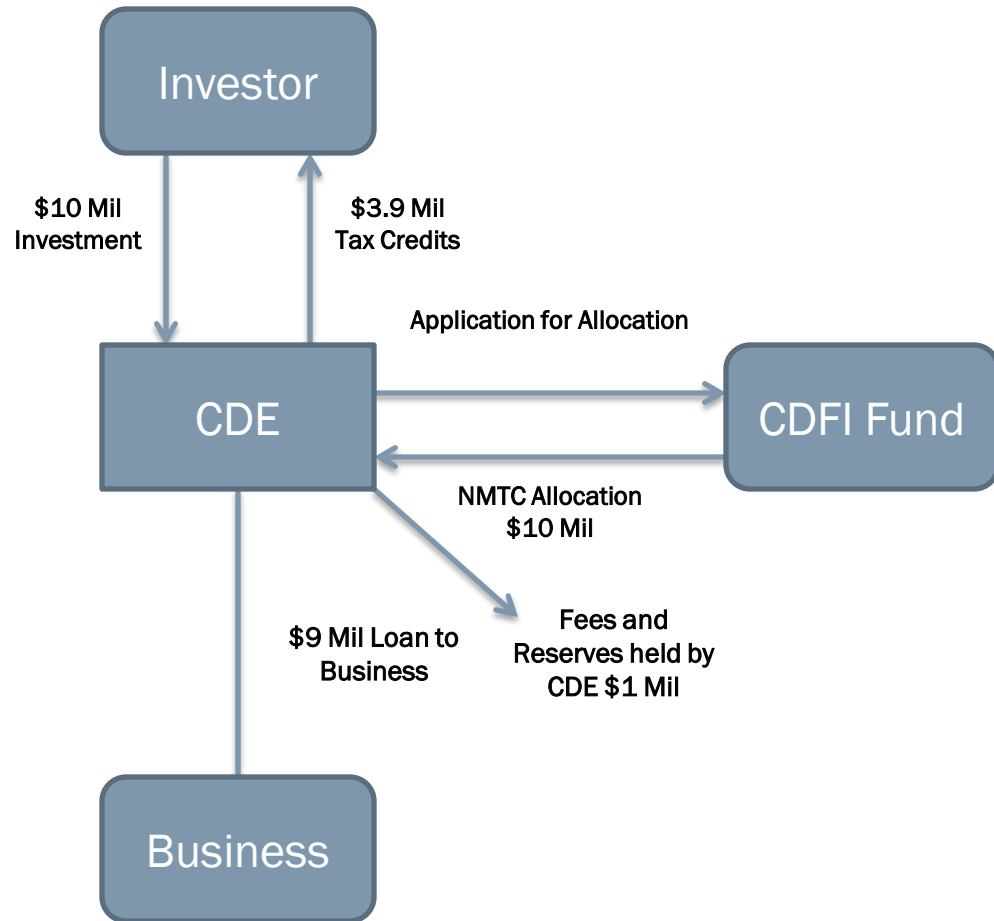 Investor
$10 Mil
Investment
$3.9 Mil
Tax Credits
Application for Allocation
CDE
CDFI Fund
NMTC Allocation
$10 Mil
$9 Mil Loan to
Business
Fees and
Reserves held by
CDE $1 Mil
Business